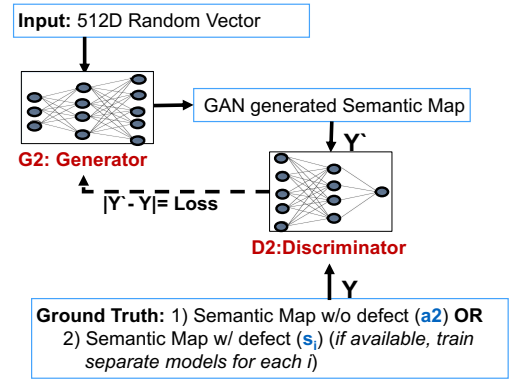 Input: 512D Random Vector
GAN generated Semantic Map
G2: Generator
Y`
|Y`- Y|= Loss
D2:Discriminator
Y
Ground Truth: 1) Semantic Map w/o defect (a2) OR
2) Semantic Map w/ defect (si) (if available, train
separate models for each i)